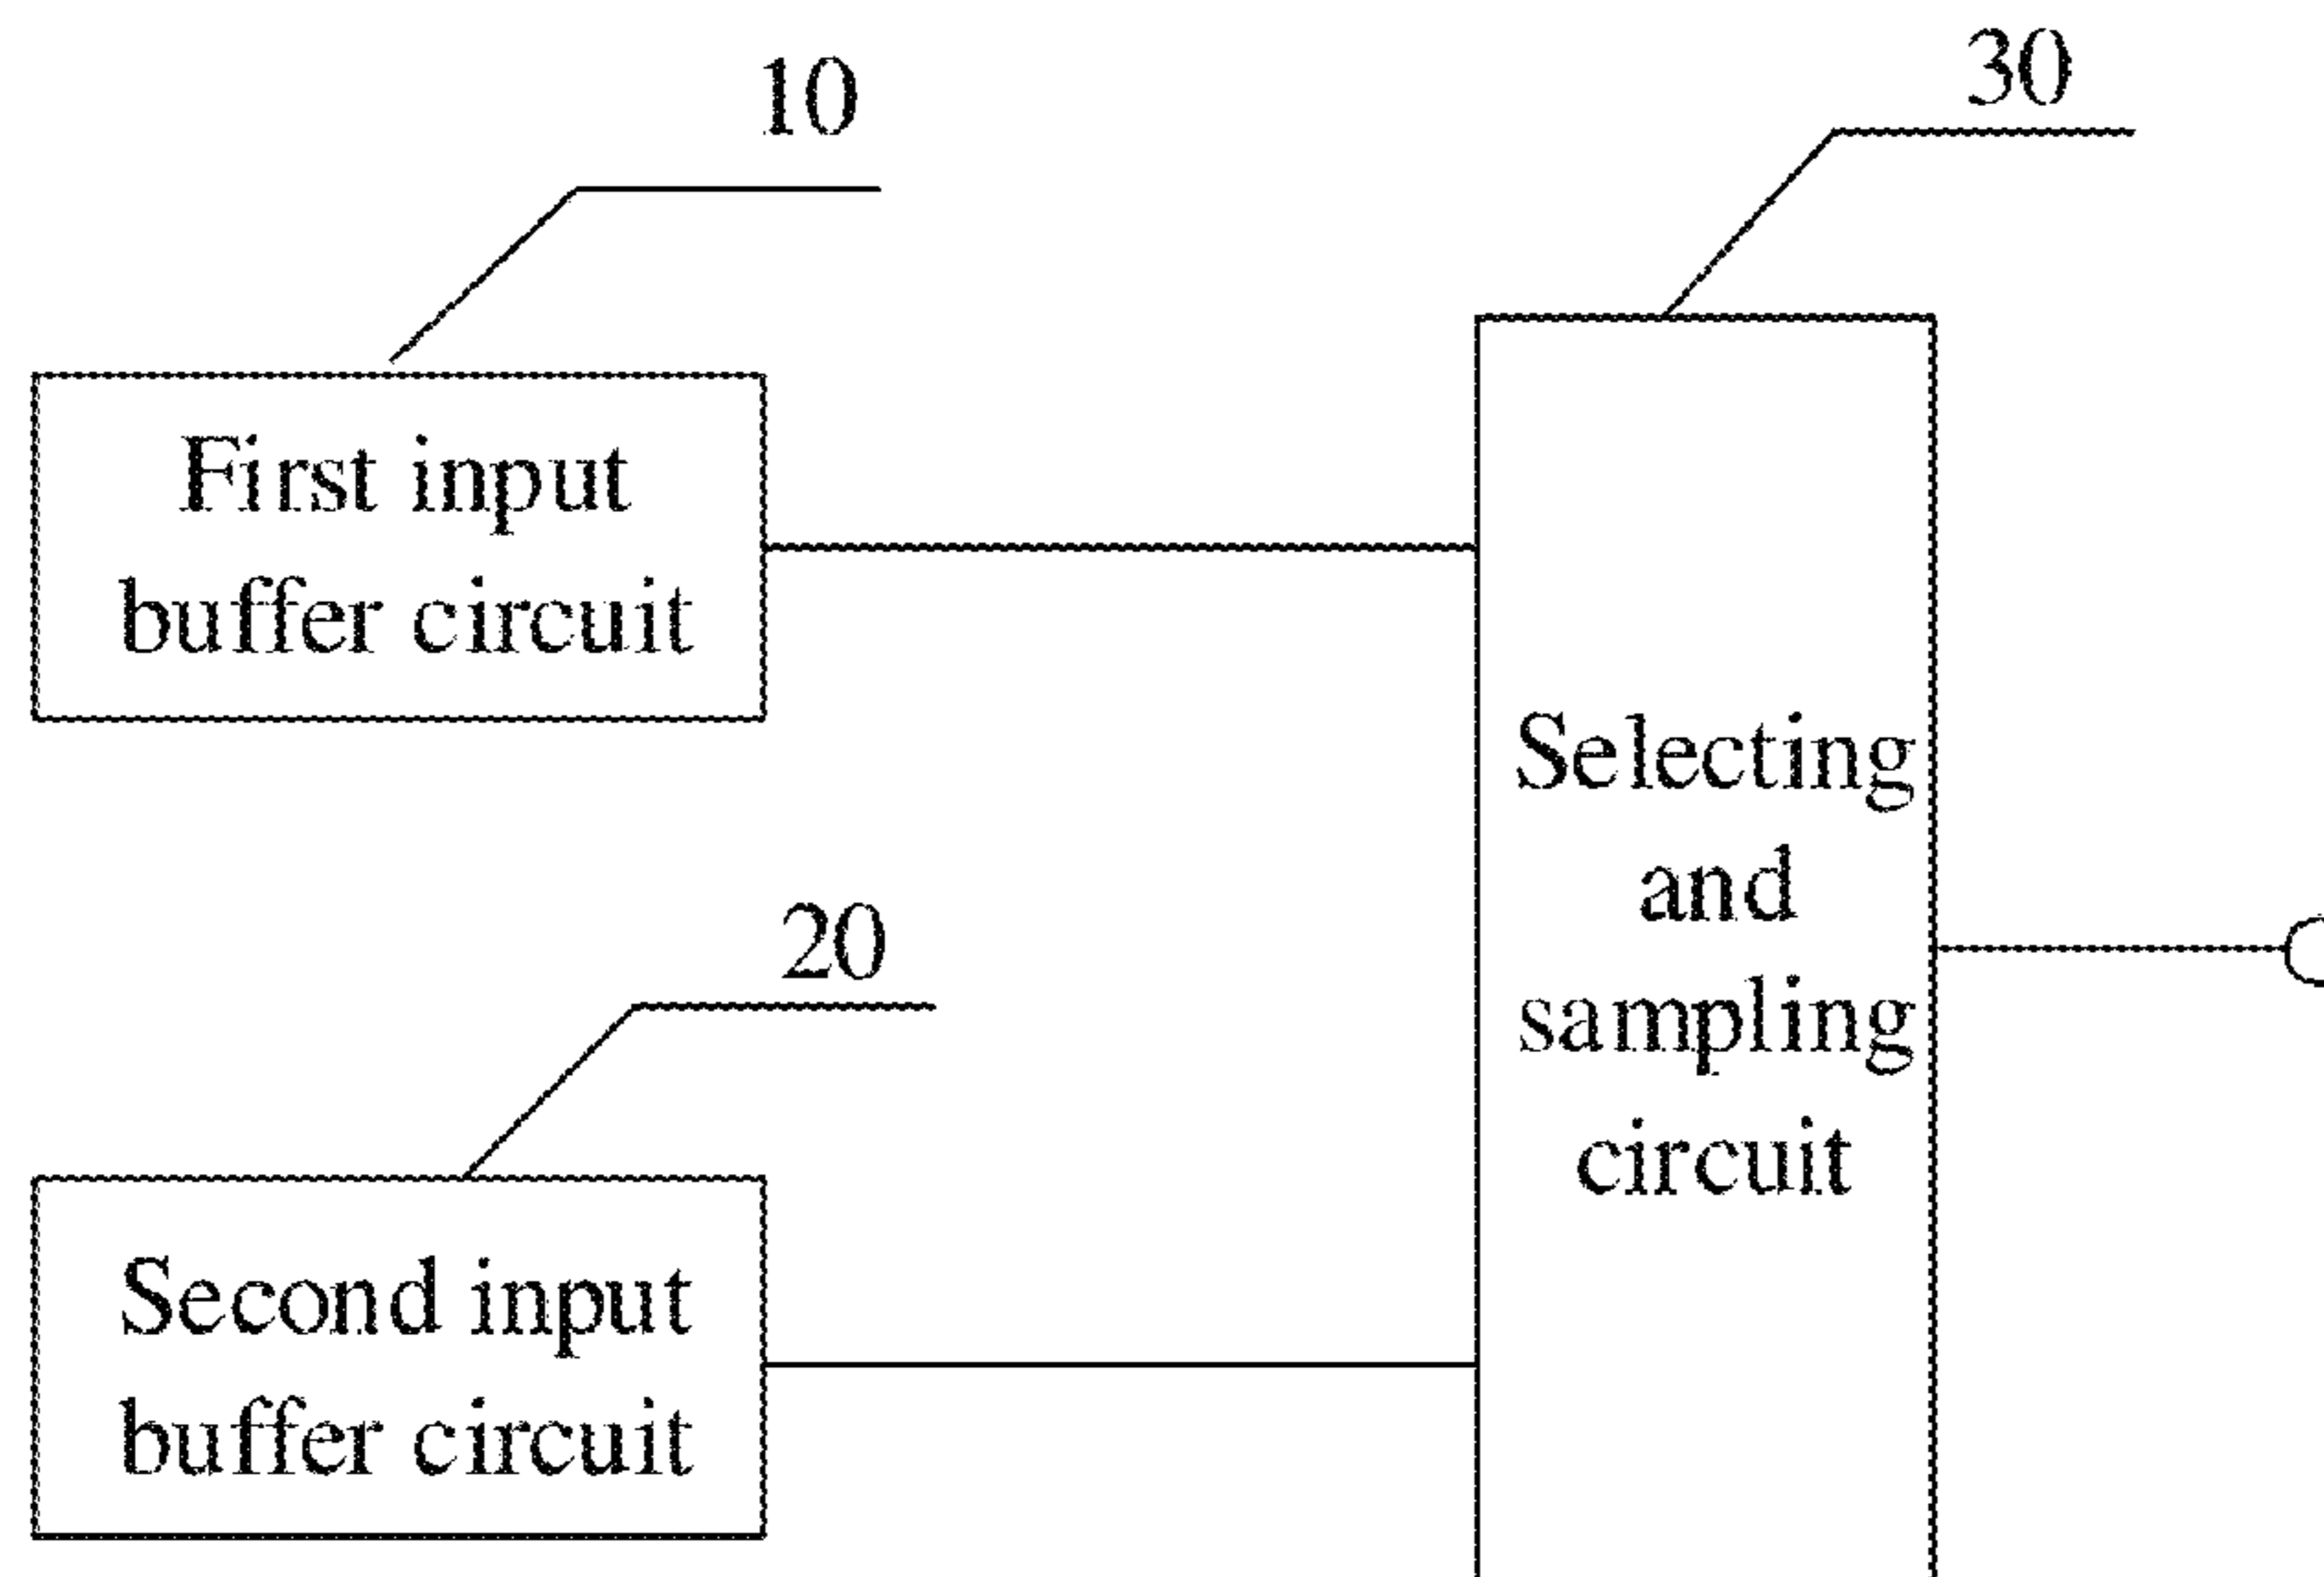 10
First input
buffer circuit
20
Second input
buffer circuit
30
Selecting
and
sampling
circuit